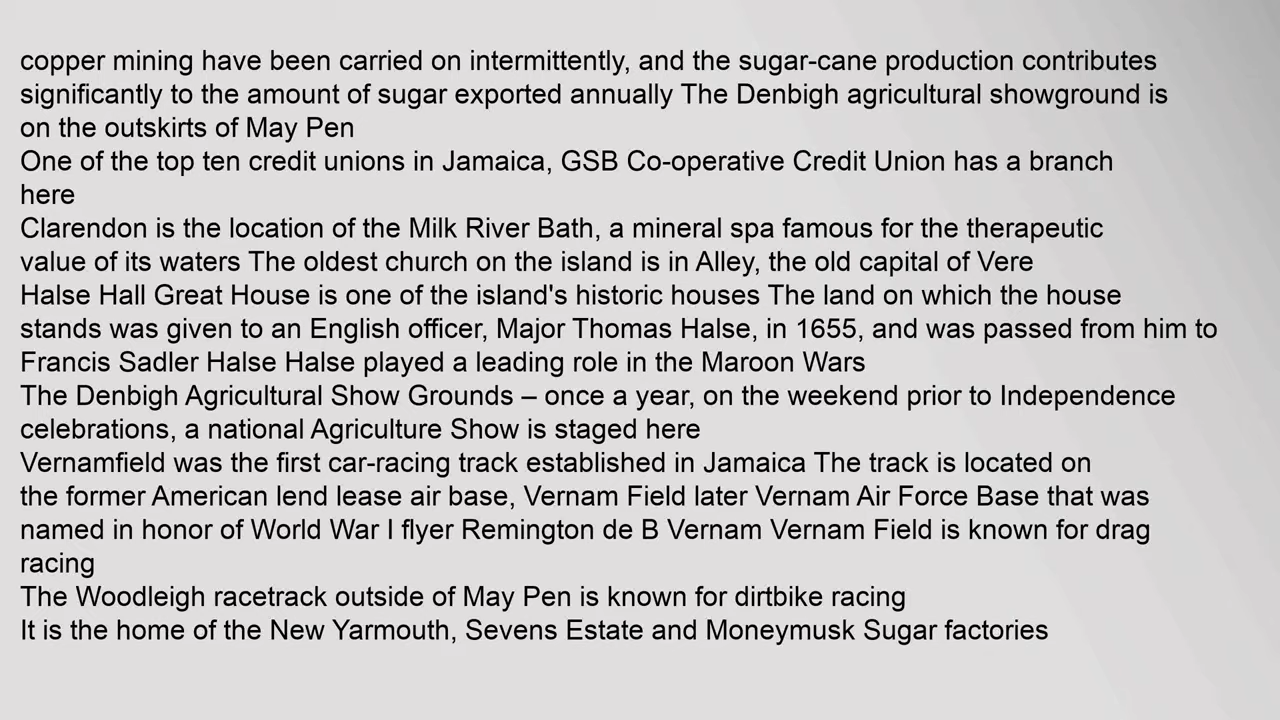 copper mining have been carried on intermittently, and the sugar-cane production contributes
significantly to the amount of sugar exported annually The Denbigh agricultural showground is
on the outskirts of May Pen
One of the top ten credit unions in Jamaica, GSB Co-operative Credit Union has a branch
here
Clarendon is the location of the Milk River Bath, a mineral spa famous for the therapeutic
value of its waters The oldest church on the island is in Alley, the old capital of Vere
Halse Hall Great House is one of the island's historic houses The land on which the house
stands was given to an English officer, Major Thomas Halse, in 1655, and was passed from him to
Francis Sadler Halse Halse played a leading role in the Maroon Wars
The Denbigh Agricultural Show Grounds – once a year, on the weekend prior to Independence
celebrations, a national Agriculture Show is staged here
Vernamfield was the first car-racing track established in Jamaica The track is located on
the former American lend lease air base, Vernam Field later Vernam Air Force Base that was
named in honor of World War I flyer Remington de B Vernam Vernam Field is known for drag
racing
The Woodleigh racetrack outside of May Pen is known for dirtbike racing
It is the home of the New Yarmouth, Sevens Estate and Moneymusk Sugar factories